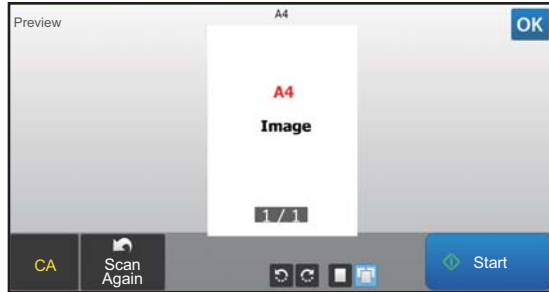 Preview
A4
OK
A4
Image
1 / 1
CA
Scan
Again
Start